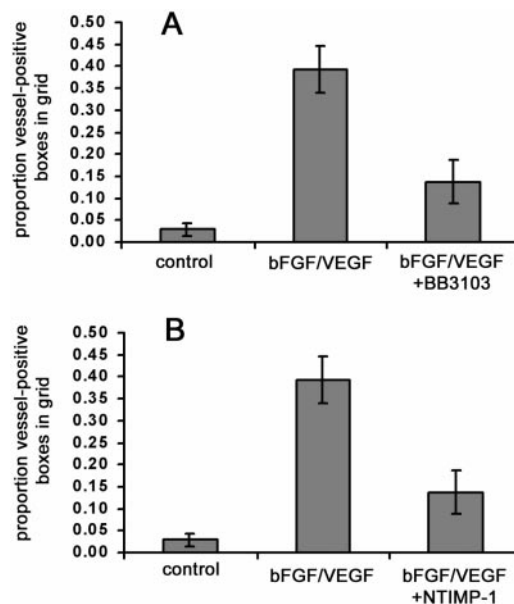 A
proportion vessel-positive
boxes in grid
0.50
0.45
0.40
0.35
0.30
0.25
0.20
0.15
0.10
0.05
0.00
control
bFGF/VEGF
bFGF/VEGF
+BB3103
B
proportion vessel-positive
boxes in grid
0.50
0.45
0.40
0.35
0.30
0.25
0.20
0.15
0.10
0.05
0.00
control
bFGF/VEGF
bFGF/VEGF
+NTIMP-1